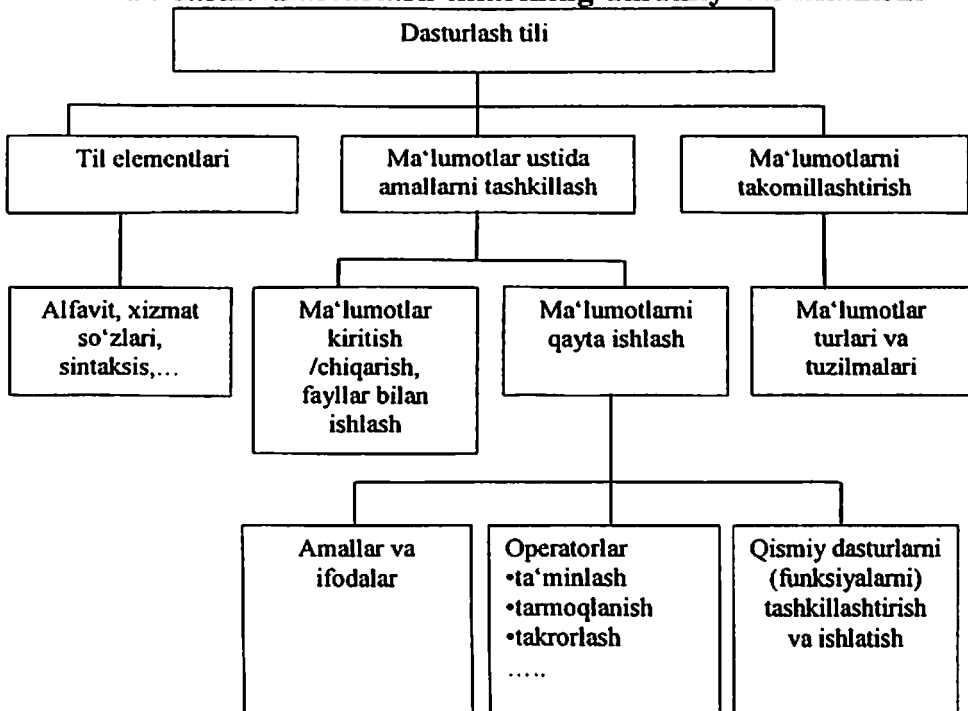 Dasturlash tili
Til elementlari
Ma‘lumotlar ustida
amallarni tashkillash
Ma‘lumotlarni
takomillashtirish
Alfavit, xizmat
so‘zlari,
sintaksis,...
Ma‘lumotlar
kiritish
/chiqarish,
fayllar bilan
ishlash
Ma‘lumotlarni
qayta ishlash
Ma‘lumotlar
turlari va
tuzilmalari
Amallar va
ifodalar
Operatorlar
•ta‘minlash
•tarmoqlanish
•takrorlash
.....
Qismiy dasturlarni
(funksiyalarni)
tashkillashtirish
va ishlatish